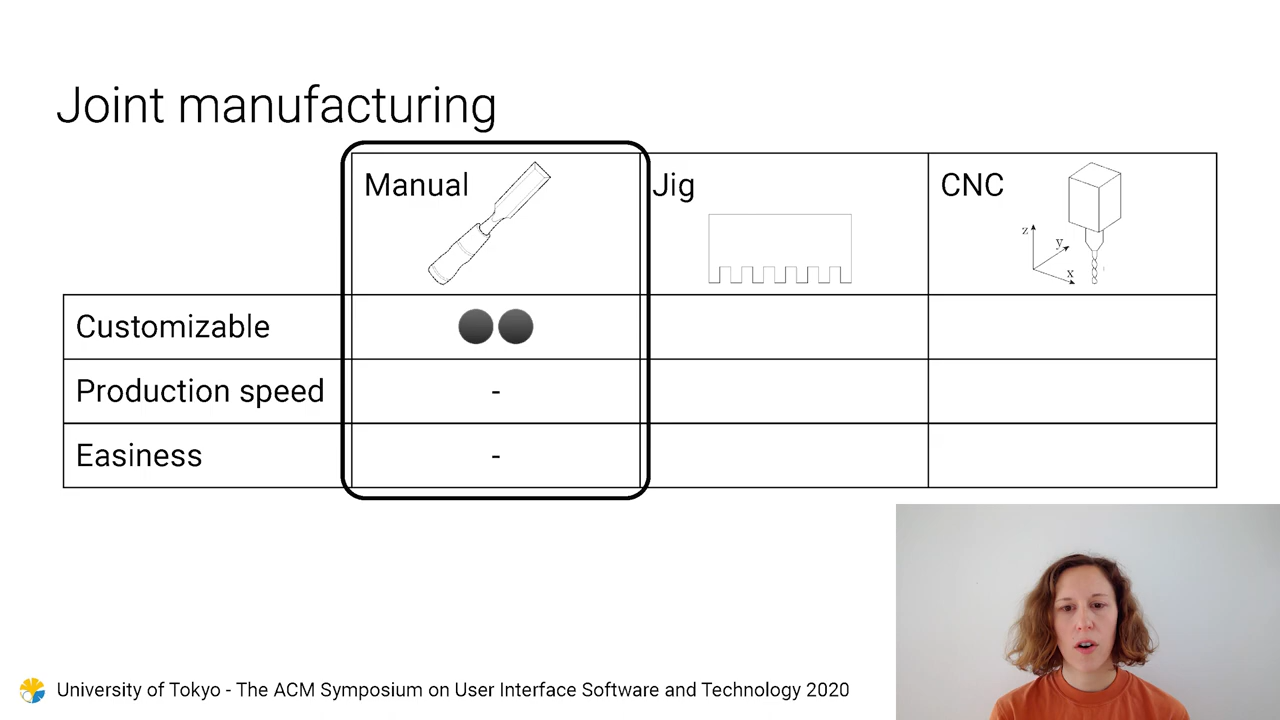 Joint manufacturing
Manual
Jig
CNC
z
y
x
Customizable
Production speed
-
Easiness
-
University of Tokyo - The ACM Symposium on User Interface Software and Technology 2020